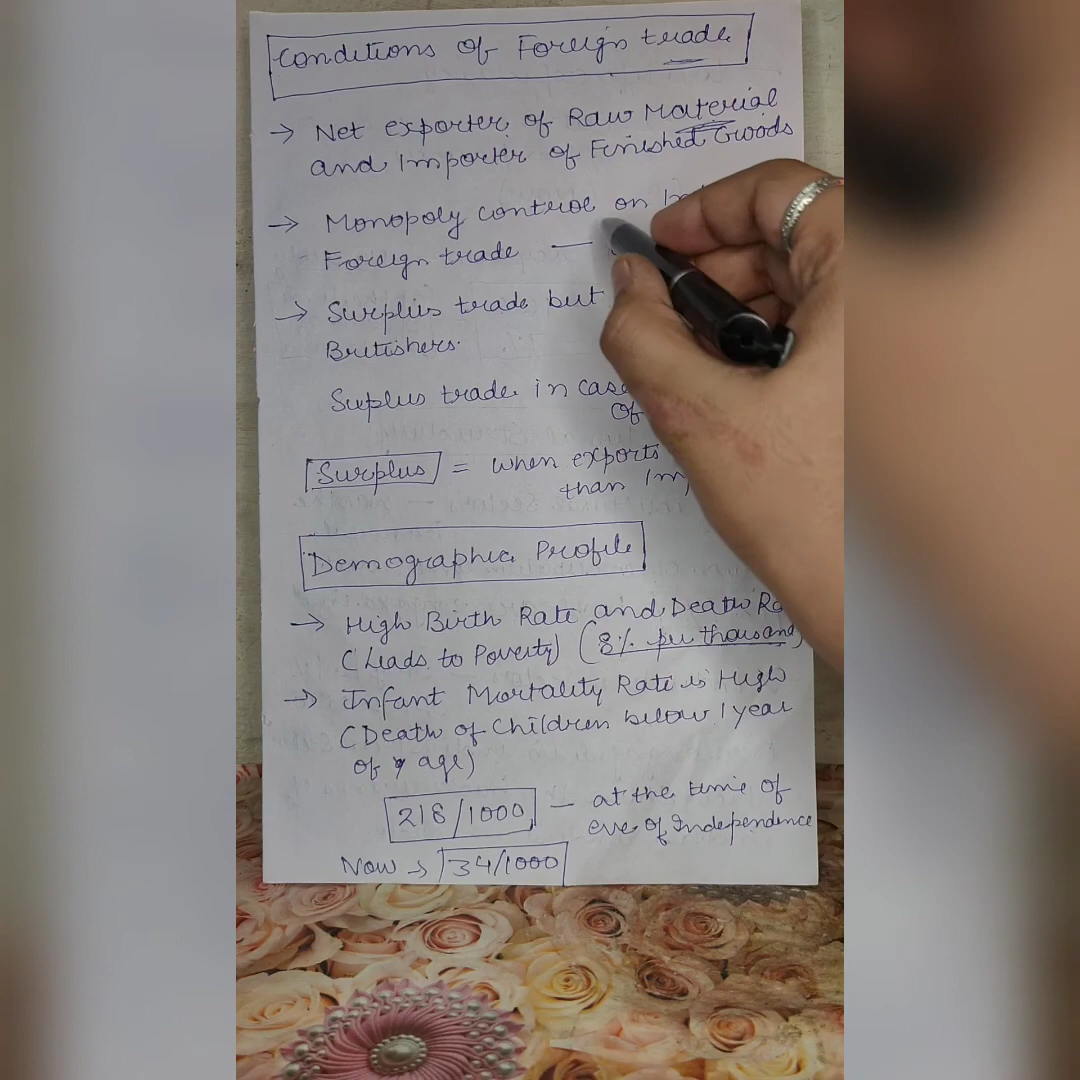 Conditions of Foreign trade
→ Net exporter of Raw Material
and Importer of Finished Goods
→ Monopoly control on
Foreign trade —
→ Surplus trade but
Britishers.
Suplus trade in case
of
Surplus = when exports
than
Demographic Profile
→ High Birth Rate and Death
(Leads to Poverty) (8% per thousand)
→ Infant Mortality Rate is High
(Death of Children below 1 year
of age)
218/1000 — at the time of
eve of Independence
Now → 34/1000